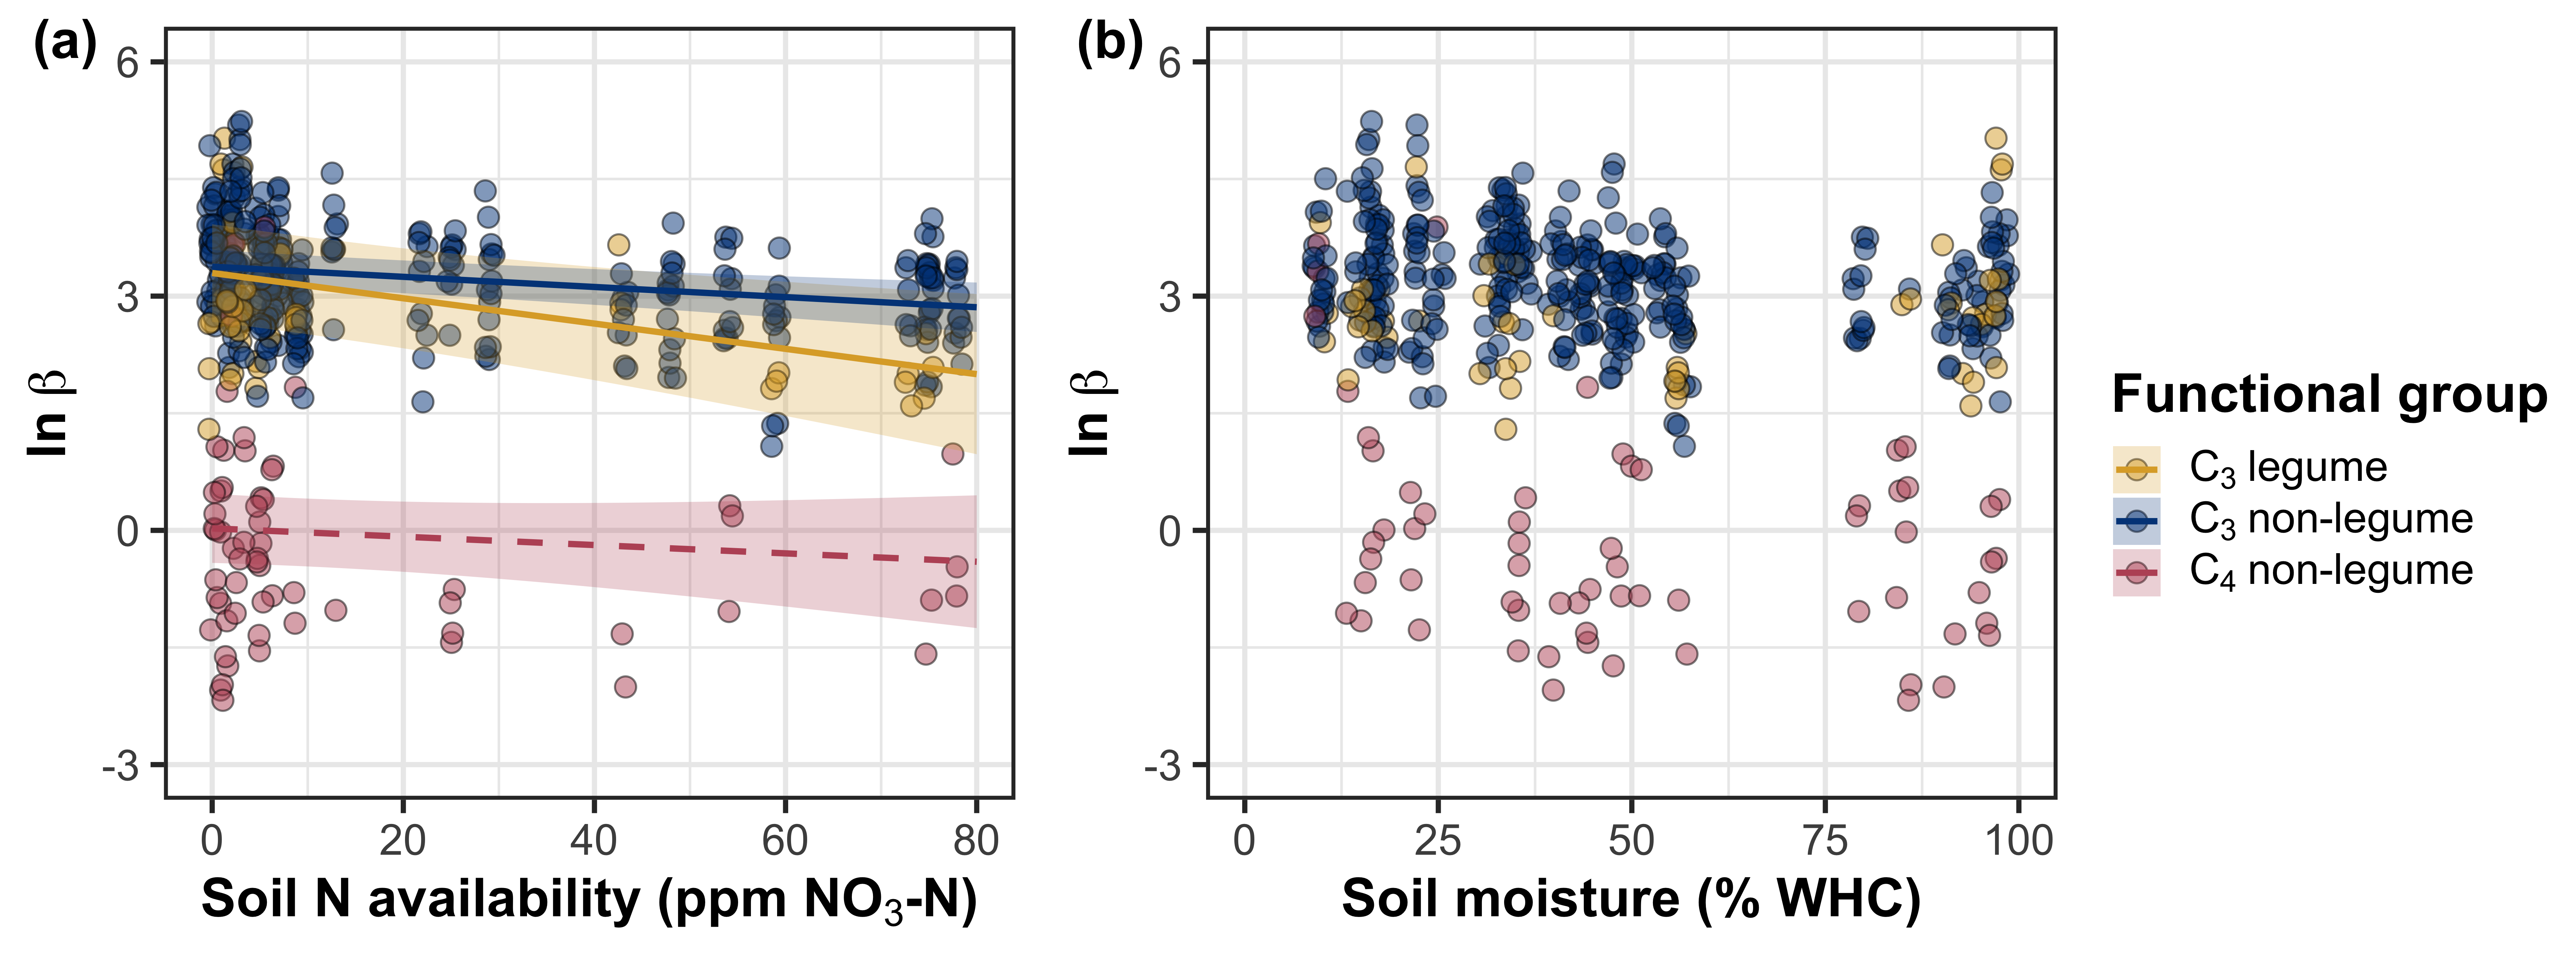 (a)
6
3
0
-3
ln β
0 20 40 60 80
Soil N availability (ppm NO₃-N)
(b)
6
3
0
-3
ln β
0 25 50 75 100
Soil moisture (% WHC)
Functional group
C₃ legume
C₃ non-legume
C₄ non-legume